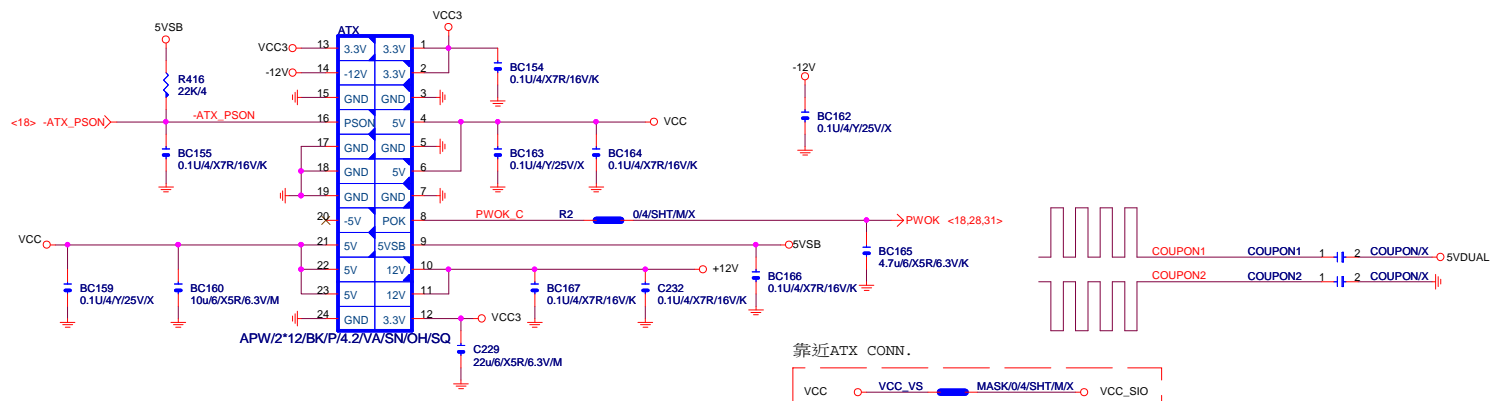 5VSB
R416
22K/4
<18> -ATX_PSON
-ATX_PSON
BC155
0.1U/4/X7R/16V/K
VCC3
-12V
ATX
13 3.3V 3.3V 1
14 -12V 3.3V 2
15 GND GND 3
16 PSON 5V 4
17 GND GND 5
18 GND 5V 6
19 GND GND 7
20 -5V POK 8
21 5V 5VSB 9
22 5V 12V 10
23 5V 12V 11
24 GND 3.3V 12
APW/2*12/BK/P/4.2/VA/SN/OH/SQ
VCC
BC159
0.1U/4/Y/25V/X
BC160
10u/6/X5R/6.3V/M
VCC3
BC154
0.1U/4/X7R/16V/K
VCC
BC163
0.1U/4/Y/25V/X
BC164
0.1U/4/X7R/16V/K
-12V
BC162
0.1U/4/Y/25V/X
PWOK_C R2 0/4/SHT/M/X PWOK <18,28,31>
BC165
4.7u/6/X5R/6.3V/K
5VSB
BC166
0.1U/4/X7R/16V/K
+12V
BC167
0.1U/4/X7R/16V/K
C232
0.1U/4/X7R/16V/K
VCC3
C229
22u/6/X5R/6.3V/M
COUPON1 COUPON1 1 2 COUPON/X 5VDUAL
COUPON2 COUPON2 1 2 COUPON/X
靠近ATX CONN.
VCC VCC_VS MASK/0/4/SHT/M/X VCC_SIO